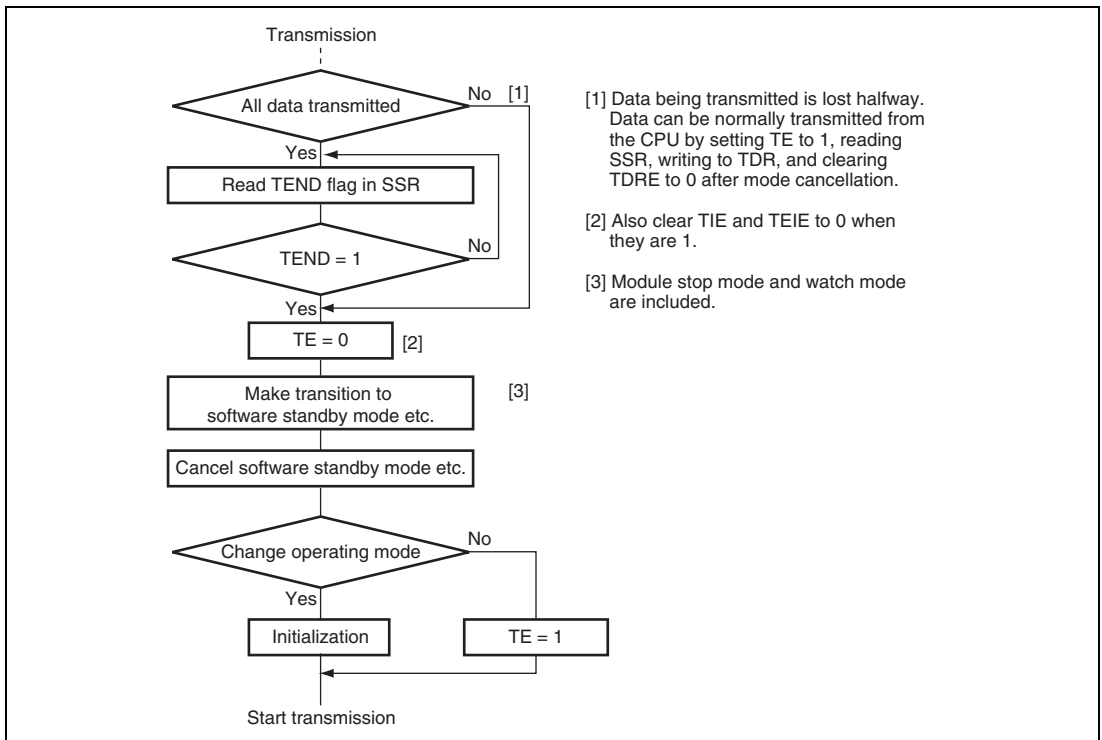 Transmission
All data transmitted
No [1]
Yes
Read TEND flag in SSR
TEND = 1
No
Yes
TE = 0
[2]
Make transition to
software standby mode etc.
[3]
Cancel software standby mode etc.
Change operating mode
No
Yes
Initialization
TE = 1
Start transmission
[1] Data being transmitted is lost halfway.
Data can be normally transmitted from
the CPU by setting TE to 1, reading
SSR, writing to TDR, and clearing
TDRE to 0 after mode cancellation.
[2] Also clear TIE and TEIE to 0 when
they are 1.
[3] Module stop mode and watch mode
are included.